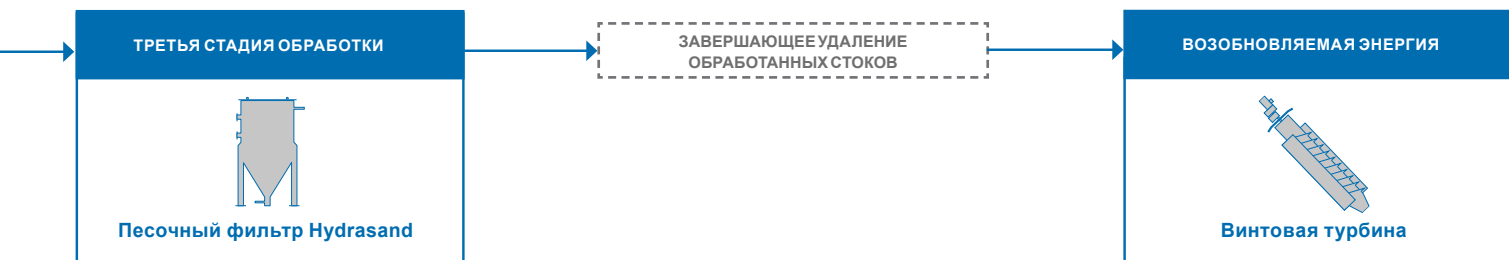 ТРЕТЬЯ СТАДИЯ ОБРАБОТКИ
ЗАВЕРШАЮЩЕЕ УДАЛЕНИЕ
ОБРАБОТАННЫХ СТОКОВ
ВОЗОБНОВЛЯЕМАЯ ЭНЕРГИЯ
Песочный фильтр Hydrasand
Винтовая турбина